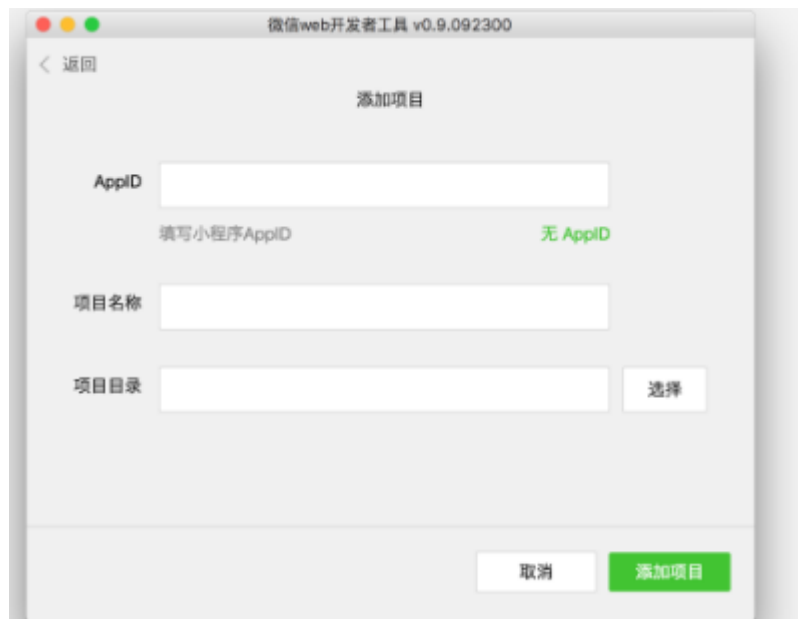 微信web开发者工具 v0.9.092300
返回
添加项目
AppID
填写小程序AppID 无 AppID
项目名称
项目目录 选择
取消 添加项目